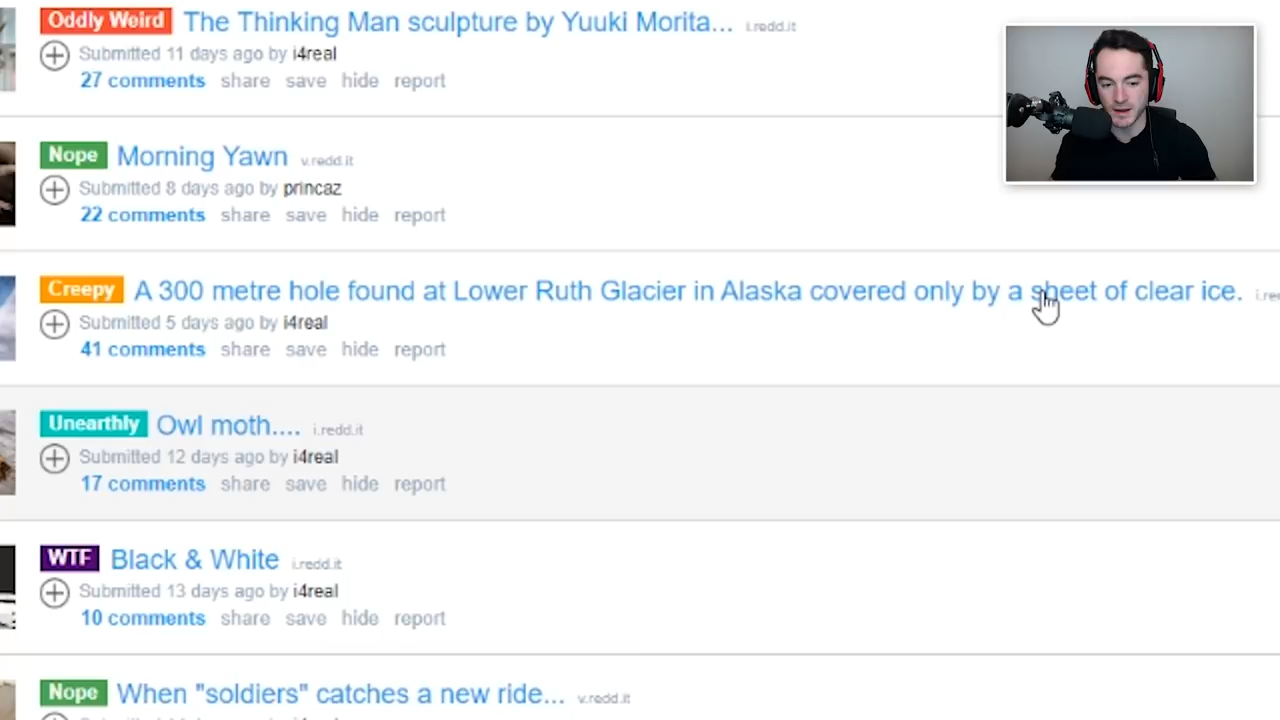 Oddly Weird The Thinking Man sculpture by Yuuki Morita... i.redd.it
Submitted 11 days ago by i4real
27 comments share save hide report
Nope Morning Yawn v.redd.it
Submitted 8 days ago by princaz
22 comments share save hide report
Creepy A 300 metre hole found at Lower Ruth Glacier in Alaska covered only by a sheet of clear ice.
Submitted 5 days ago by i4real
41 comments share save hide report
Unearthly Owl moth.... i.redd.it
Submitted 12 days ago by i4real
17 comments share save hide report
WTF Black & White i.redd.it
Submitted 13 days ago by i4real
10 comments share save hide report
Nope When "soldiers" catches a new ride... v.redd.it